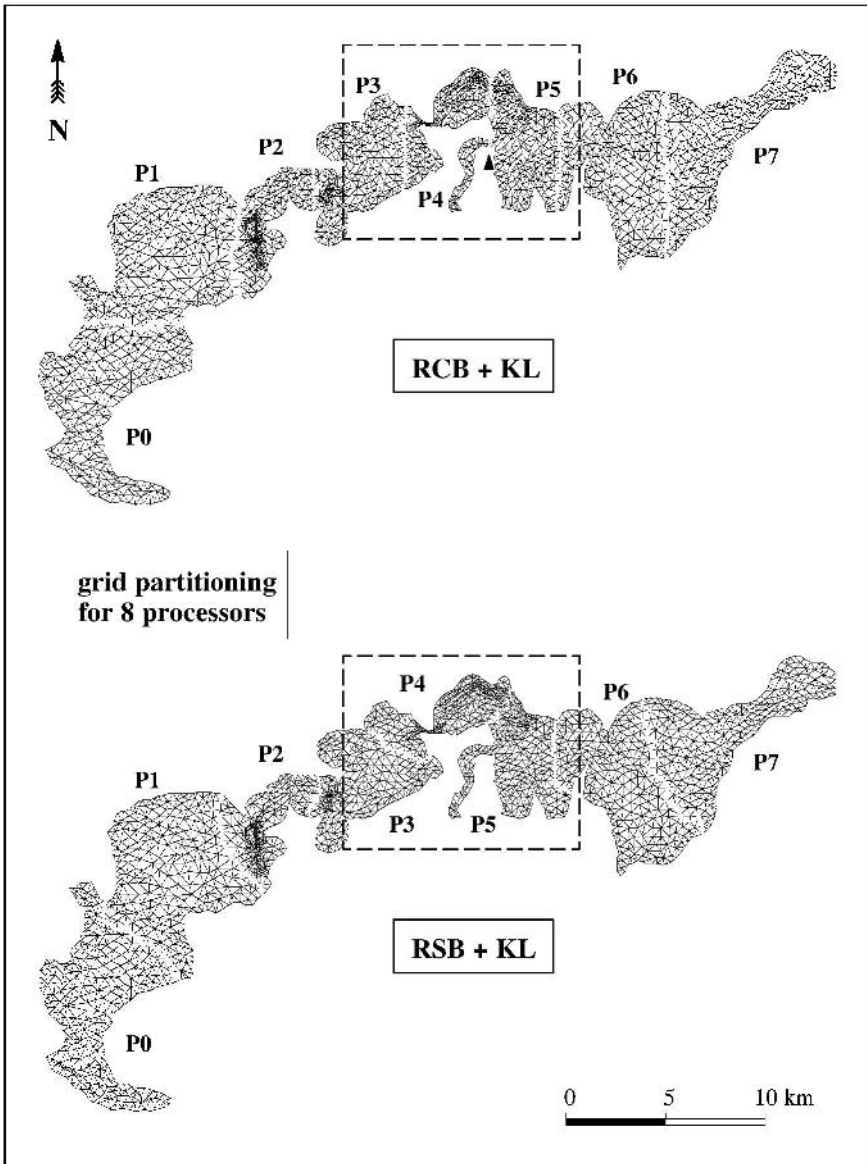 N
P0
P1
P2
P3
P4
P5
P6
P7
RCB + KL
grid partitioning
for 8 processors
P0
P1
P2
P3
P4
P5
P6
P7
RSB + KL
0 5 10 km